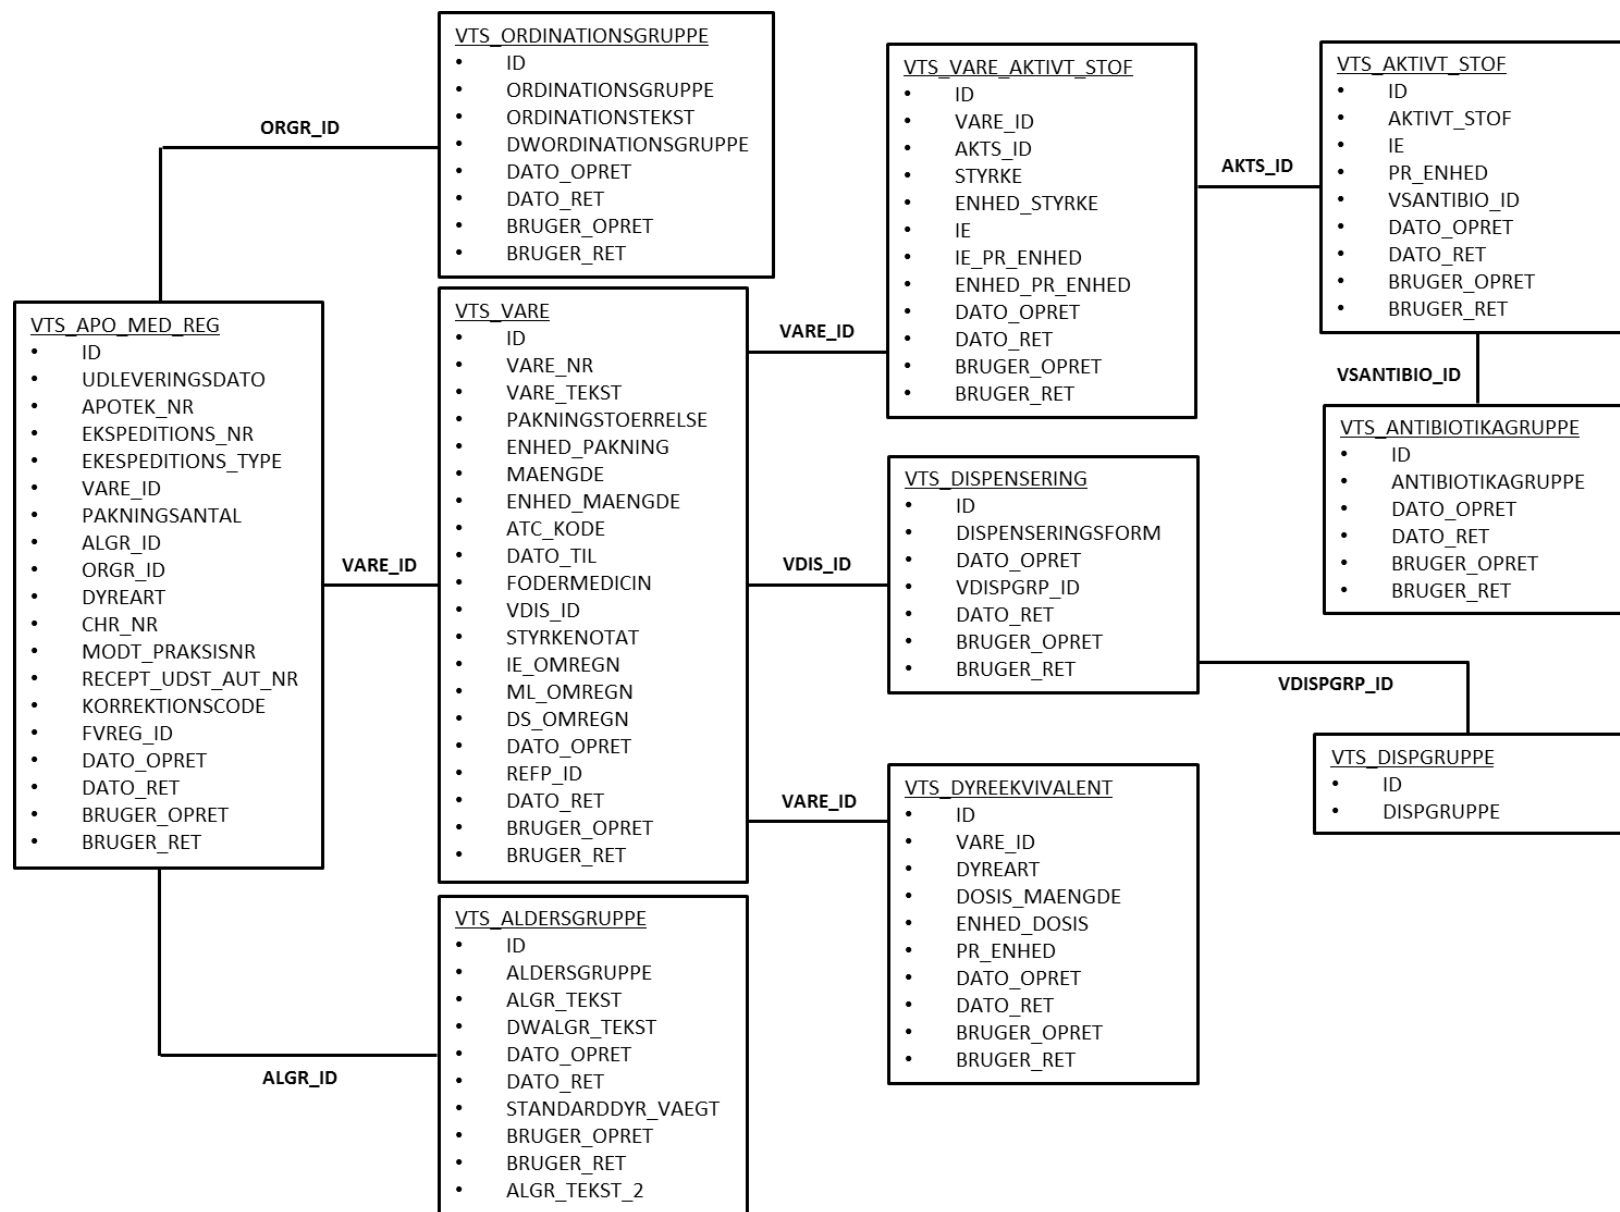 VTS_ORDINATIONSGRUPPE
• ID
• ORDINATIONSGRUPPE
• ORDINATIONSTEKST
• DWORDINATIONSGRUPPE
• DATO_OPRET
• DATO_RET
• BRUGER_OPRET
• BRUGER_RET
ORGR_ID
VTS_APO_MED_REG
• ID
• UDLEVERINGSDATO
• APOTEK_NR
• EKSPEDITIONS_NR
• EKESPEDITIONS_TYPE
• VARE_ID
• PAKNINGSANTAL
• ALGR_ID
• ORGR_ID
• DYREART
• CHR_NR
• MODT_PRAKSISNR
• RECEPT_UDST_AUT_NR
• KORREKTIONSCODE
• FVREG_ID
• DATO_OPRET
• DATO_RET
• BRUGER_OPRET
• BRUGER_RET
VARE_ID
VTS_VARE
• ID
• VARE_NR
• VARE_TEKST
• PAKNINGSTOERRELSE
• ENHED_PAKNING
• MAENGDE
• ENHED_MAENGDE
• ATC_KODE
• DATO_TIL
• FODERMEDICIN
• VDIS_ID
• STYRKENOTAT
• IE_OMREGN
• ML_OMREGN
• DS_OMREGN
• DATO_OPRET
• REFP_ID
• DATO_RET
• BRUGER_OPRET
• BRUGER_RET
ALGR_ID
VTS_ALDERSGRUPPE
• ID
• ALDERSGRUPPE
• ALGR_TEKST
• DWALGR_TEKST
• DATO_OPRET
• DATO_RET
• STANDARDDYR_VAEGT
• BRUGER_OPRET
• BRUGER_RET
• ALGR_TEKST_2
VARE_ID
VTS_VARE_AKTIVT_STOF
• ID
• VARE_ID
• AKTS_ID
• STYRKE
• ENHED_STYRKE
• IE
• IE_PR_ENHED
• ENHED_PR_ENHED
• DATO_OPRET
• DATO_RET
• BRUGER_OPRET
• BRUGER_RET
VDIS_ID
VTS_DISPENSERING
• ID
• DISPENSERINGSFORM
• DATO_OPRET
• VDISPGRP_ID
• DATO_RET
• BRUGER_OPRET
• BRUGER_RET
VARE_ID
VTS_DYREEKVIVALENT
• ID
• VARE_ID
• DYREART
• DOSIS_MAENGDE
• ENHED_DOSIS
• PR_ENHED
• DATO_OPRET
• DATO_RET
• BRUGER_OPRET
• BRUGER_RET
AKTS_ID
VTS_AKTIVT_STOF
• ID
• AKTIVT_STOF
• IE
• PR_ENHED
• VSANTIBIO_ID
• DATO_OPRET
• DATO_RET
• BRUGER_OPRET
• BRUGER_RET
VSANTIBIO_ID
VTS_ANTIBIOTIKAGRUPPE
• ID
• ANTIBIOTIKAGRUPPE
• DATO_OPRET
• DATO_RET
• BRUGER_OPRET
• BRUGER_RET
VDISPGRP_ID
VTS_DISPGRUPPE
• ID
• DISPGRUPPE